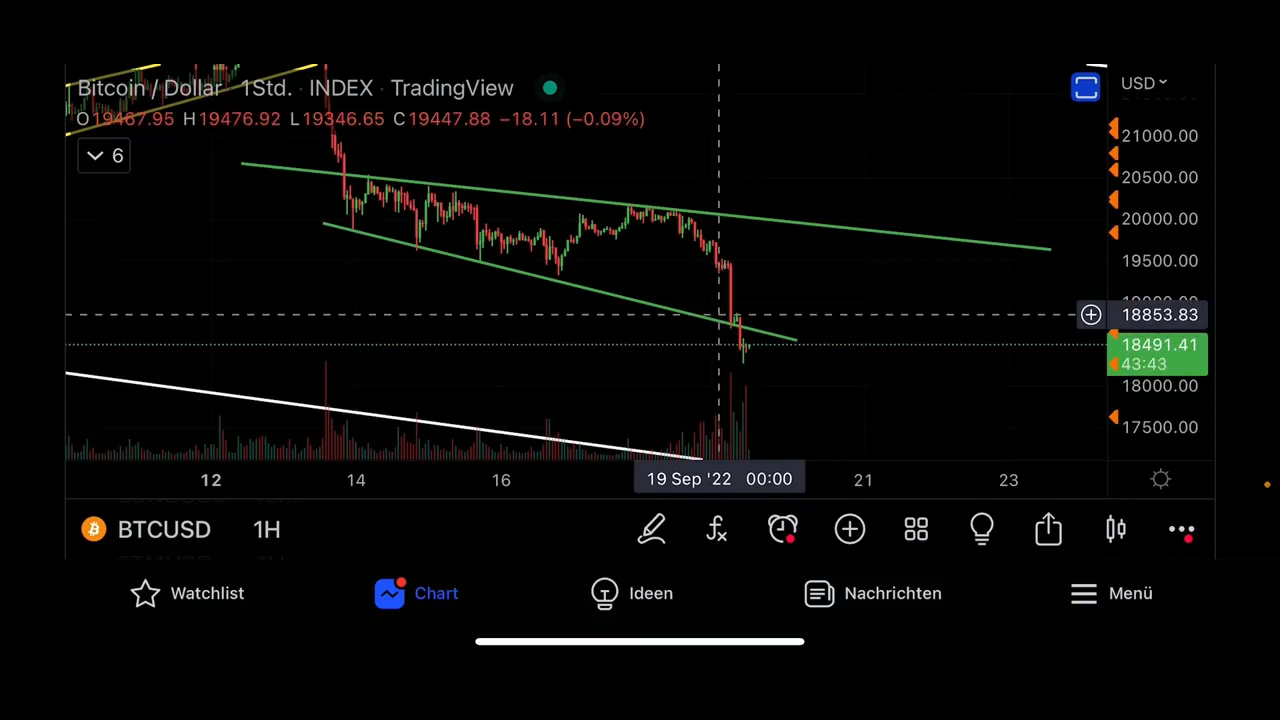 Bitcoin / Dollar · 1Std. · INDEX · TradingView
USD
O19467.95 H19476.92 L19346.65 C19447.88 −18.11 (−0.09%)
6
21000.00
20500.00
20000.00
19500.00
18853.83
18491.41
43:43
18000.00
17500.00
12 14 16 19 Sep '22 00:00 21 23
BTCUSD 1H
Watchlist Chart Ideen Nachrichten Menü